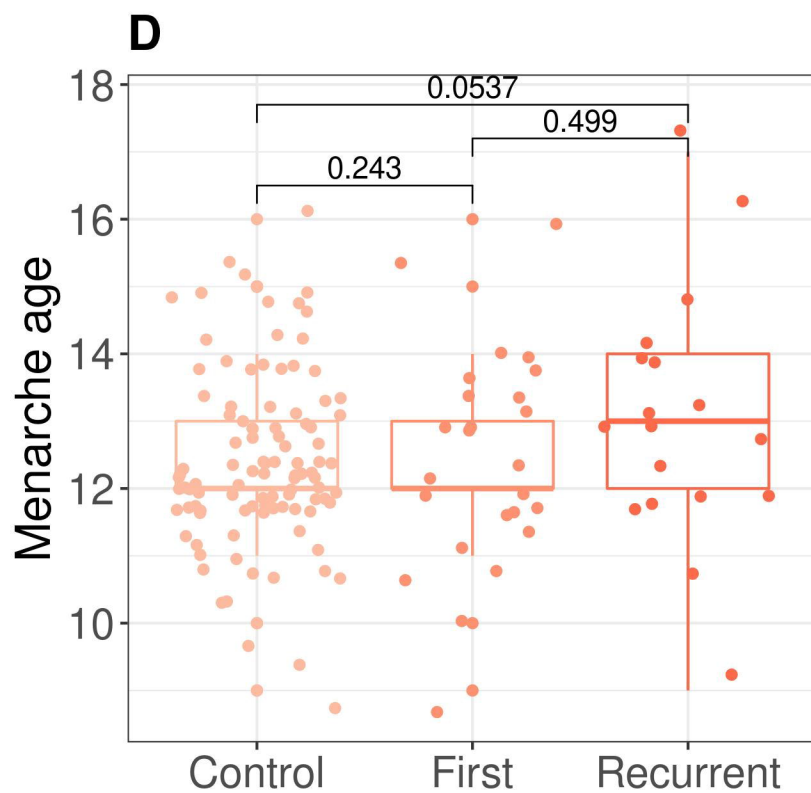 D
18
0.0537
0.499
0.243
16
14
12
10
Menarche age
Control First Recurrent